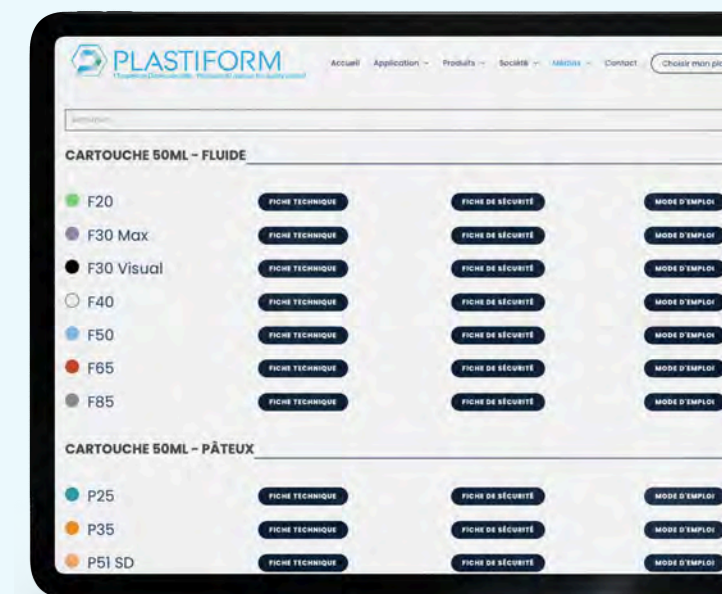 PLASTIFORM
Accueil Application Produits Société Médias Contact Choisir mon pla
CARTOUCHE 50ML - FLUIDE
F20 FICHE TECHNIQUE FICHE DE SÉCURITÉ MODE D'EMPLOI
F30 Max FICHE TECHNIQUE FICHE DE SÉCURITÉ MODE D'EMPLOI
F30 Visual FICHE TECHNIQUE FICHE DE SÉCURITÉ MODE D'EMPLOI
F40 FICHE TECHNIQUE FICHE DE SÉCURITÉ MODE D'EMPLOI
F50 FICHE TECHNIQUE FICHE DE SÉCURITÉ MODE D'EMPLOI
F65 FICHE TECHNIQUE FICHE DE SÉCURITÉ MODE D'EMPLOI
F85 FICHE TECHNIQUE FICHE DE SÉCURITÉ MODE D'EMPLOI
CARTOUCHE 50ML - PÂTEUX
P25 FICHE TECHNIQUE FICHE DE SÉCURITÉ MODE D'EMPLOI
P35 FICHE TECHNIQUE FICHE DE SÉCURITÉ MODE D'EMPLOI
P51 SD FICHE TECHNIQUE FICHE DE SÉCURITÉ MODE D'EMPLOI